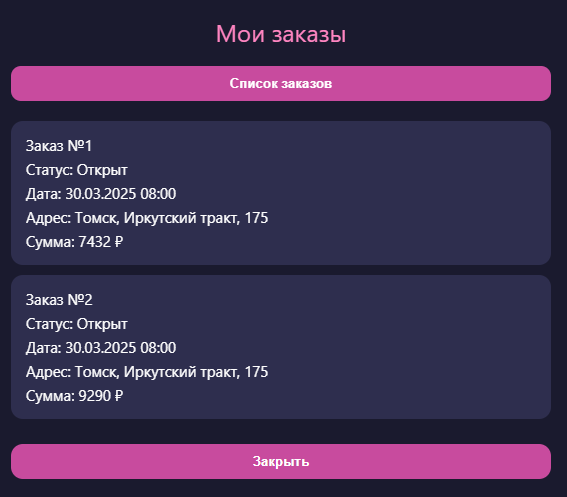 Мои заказы
Список заказов
Заказ №1
Статус: Открыт
Дата: 30.03.2025 08:00
Адрес: Томск, Иркутский тракт, 175
Сумма: 7432 ₽
Заказ №2
Статус: Открыт
Дата: 30.03.2025 08:00
Адрес: Томск, Иркутский тракт, 175
Сумма: 9290 ₽
Закрыть